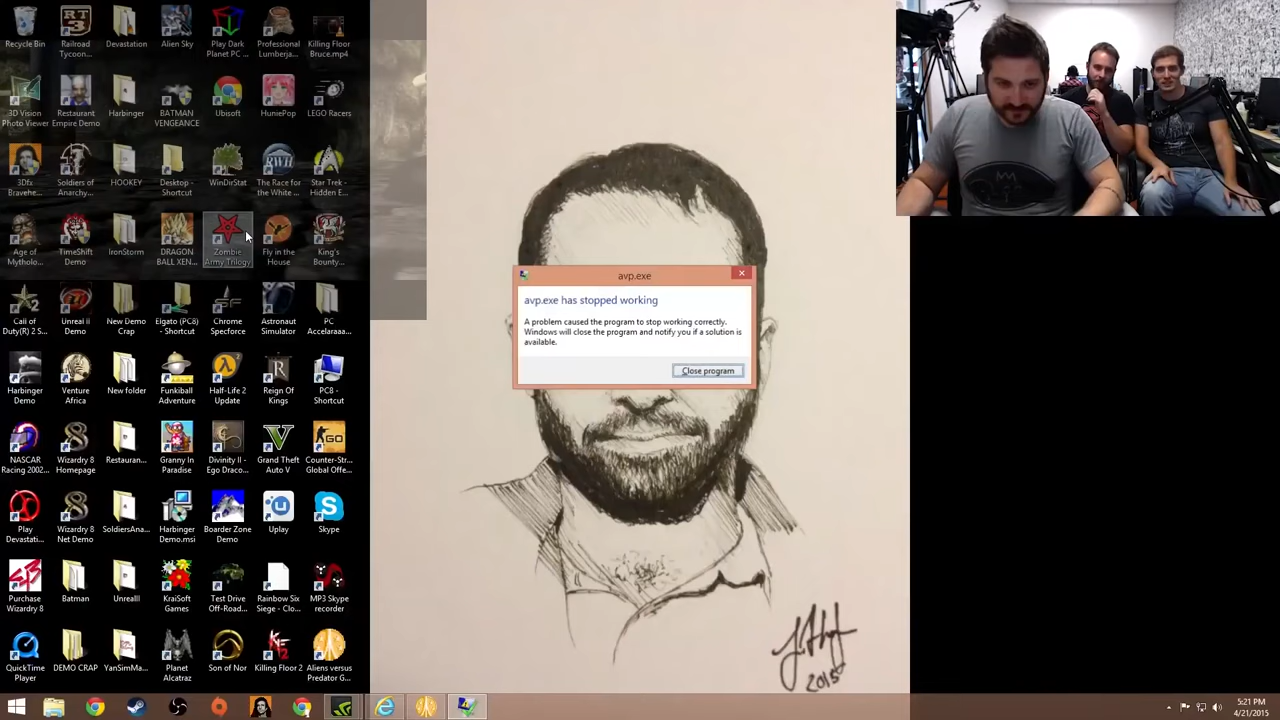 Recycle Bin
Railroad
Tycoon...
Devastation
Alien Sky
Play Dark
Planet PC ...
Professional
Lumberja...
Killing Floor
Bruce.mp4
3D Vision
Photo Viewer
Restaurant
Empire Demo
Harbinger
BATMAN
VENGEANCE
Ubisoft
HuniePop
LEGO Racers
3Dfx
Bravehe...
Soldiers of
Anarchy...
HOOKEY
Desktop -
Shortcut
WinDirStat
The Race for
the White ...
Star Trek -
Hidden E...
Age of
Mytholo...
TimeShift
Demo
IronStorm
DRAGON
BALL XEN...
Zombie
Army Trilogy
Fly in the
House
King's
Bounty...
avp.exe
avp.exe has stopped working
A problem caused the program to stop working correctly.
Windows will close the program and notify you if a solution is
available.
Close program
Call of
Duty(R) 2 S...
Unreal ii
Demo
New Demo
Crap
Elgato (PC8)
- Shortcut
Chrome
Specforce
Astronaut
Simulator
PC
Accelaraaa...
Harbinger
Demo
Venture
Africa
New folder
Funkiball
Adventure
Half-Life 2
Update
Reign Of
Kings
PC8 -
Shortcut
NASCAR
Racing 2002...
Wizardry 8
Homepage
Restauran...
Granny In
Paradise
Divinity II -
Ego Draco...
Grand Theft
Auto V
Counter-Str...
Global Offe...
Play
Devastati...
Wizardry 8
Net Demo
SoldiersAna...
Harbinger
Demo.msi
Boarder Zone
Demo
Uplay
Skype
Purchase
Wizardry 8
Batman
UnrealII
KraiSoft
Games
Test Drive
Off-Road...
Rainbow Six
Siege - Clo...
MP3 Skype
recorder
QuickTime
Player
DEMO CRAP
YanSimMa...
Planet
Alcatraz
Son of Nor
Killing Floor 2
Aliens versus
Predator G...
2015
5:21 PM
4/21/2015